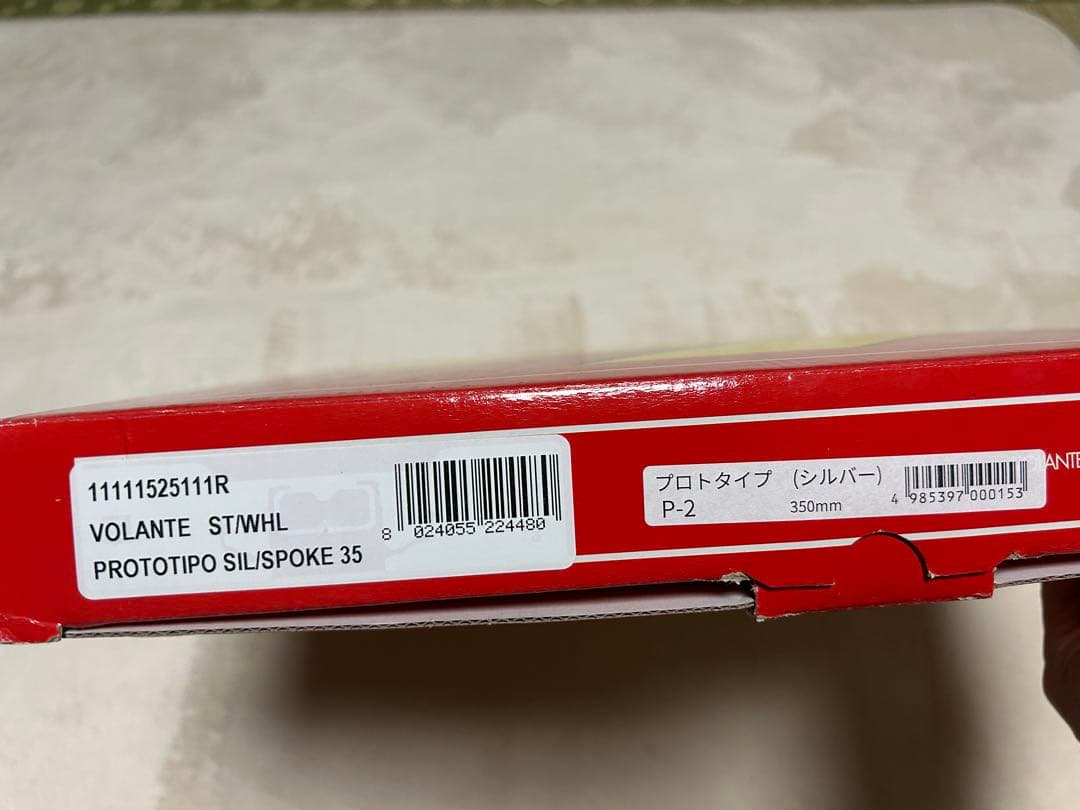 11111525111R
VOLANTE ST/WHL
PROTOTIPO SIL/SPOKE 35
8 024055 224480
プロトタイプ (シルバー)
P-2 350mm
4 985397 000153
ANTE